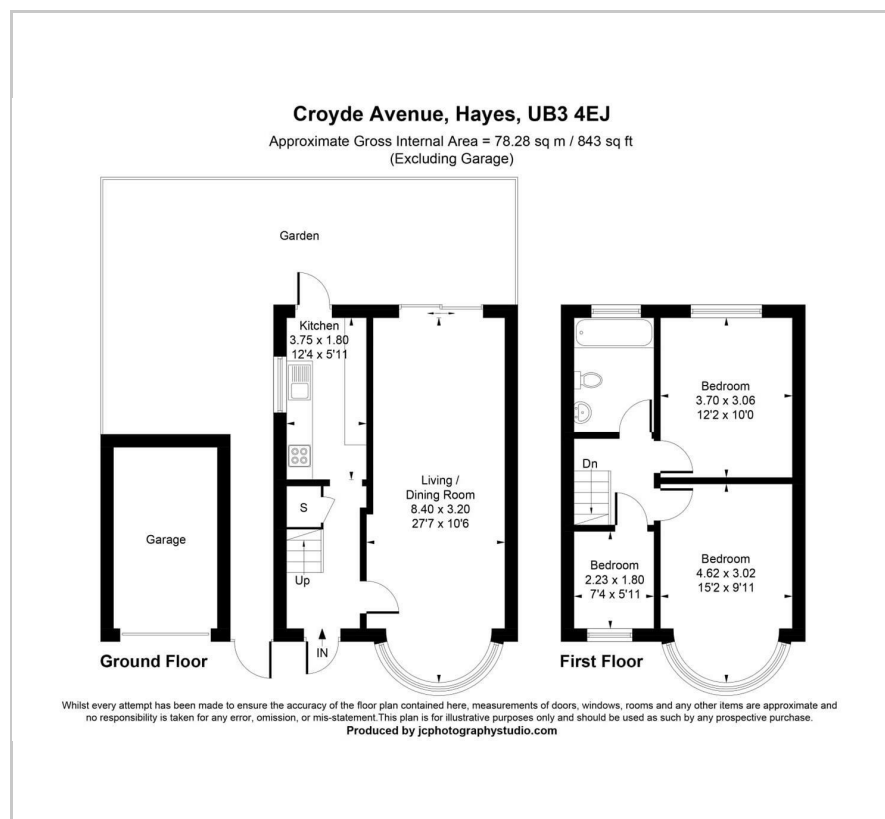 Croyde Avenue, Hayes, UB3 4EJ
Approximate Gross Internal Area = 78.28 sq m / 843 sq ft
(Excluding Garage)
Garden
Kitchen
3.75 x 1.80
12'4 x 5'11
Living /
Dining Room
8.40 x 3.20
27'7 x 10'6
S
Up
IN
Garage
Ground Floor
Bedroom
3.70 x 3.06
12'2 x 10'0
Dn
Bedroom
2.23 x 1.80
7'4 x 5'11
Bedroom
4.62 x 3.02
15'2 x 9'11
First Floor
Whilst every attempt has been made to ensure the accuracy of the floor plan contained here, measurements of doors, windows, rooms and any other items are approximate and
no responsibility is taken for any error, omission, or mis-statement.This plan is for illustrative purposes only and should be used as such by any prospective purchase.
Produced by jcphotographystudio.com